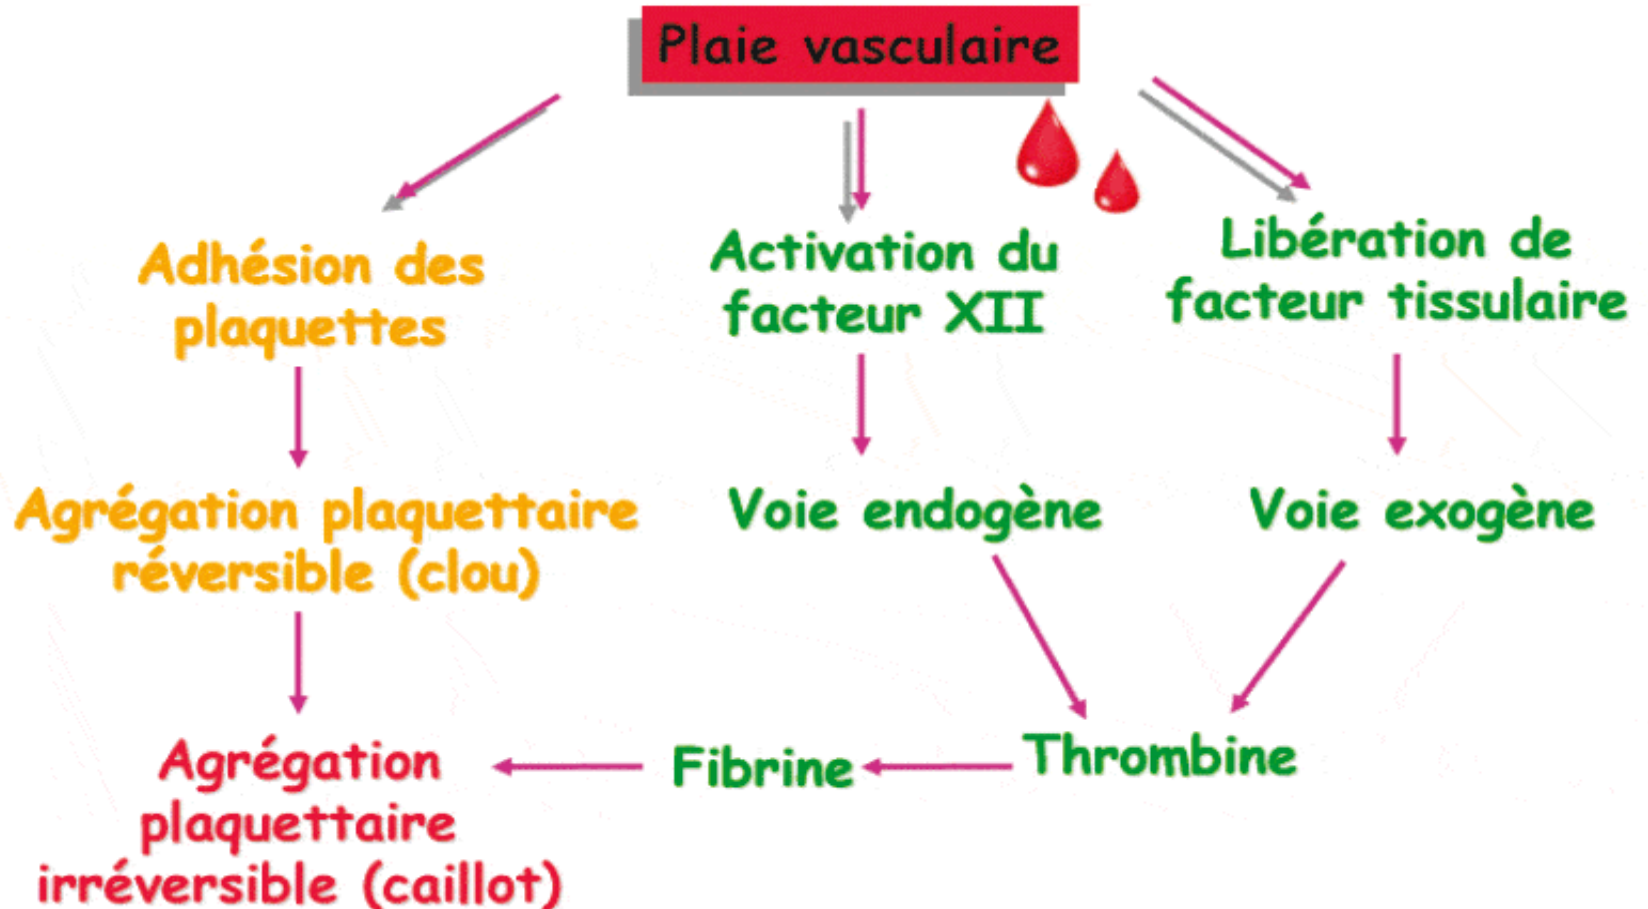 Plaie vasculaire
Adhésion des
plaquettes
Activation du
facteur XII
Libération de
facteur tissulaire
Agrégation plaquettaire
réversible (clou)
Voie endogène
Voie exogène
Agrégation
plaquettaire
irréversible (caillot)
Fibrine
Thrombine